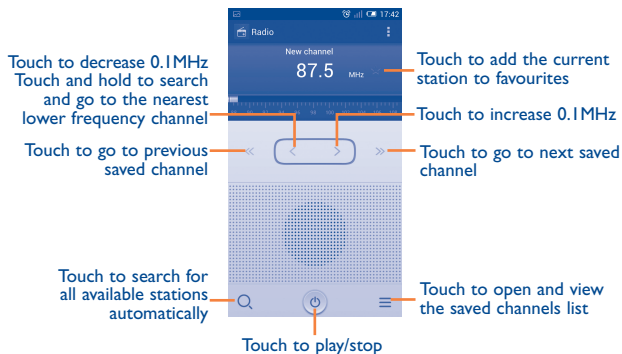 17:42
Radio
New channel
87.5 MHz
Touch to decrease 0.1MHz
Touch and hold to search
and go to the nearest
lower frequency channel
Touch to go to previous
saved channel
Touch to search for
all available stations
automatically
Touch to add the current
station to favourites
Touch to increase 0.1MHz
Touch to go to next saved
channel
Touch to open and view
the saved channels list
Touch to play/stop